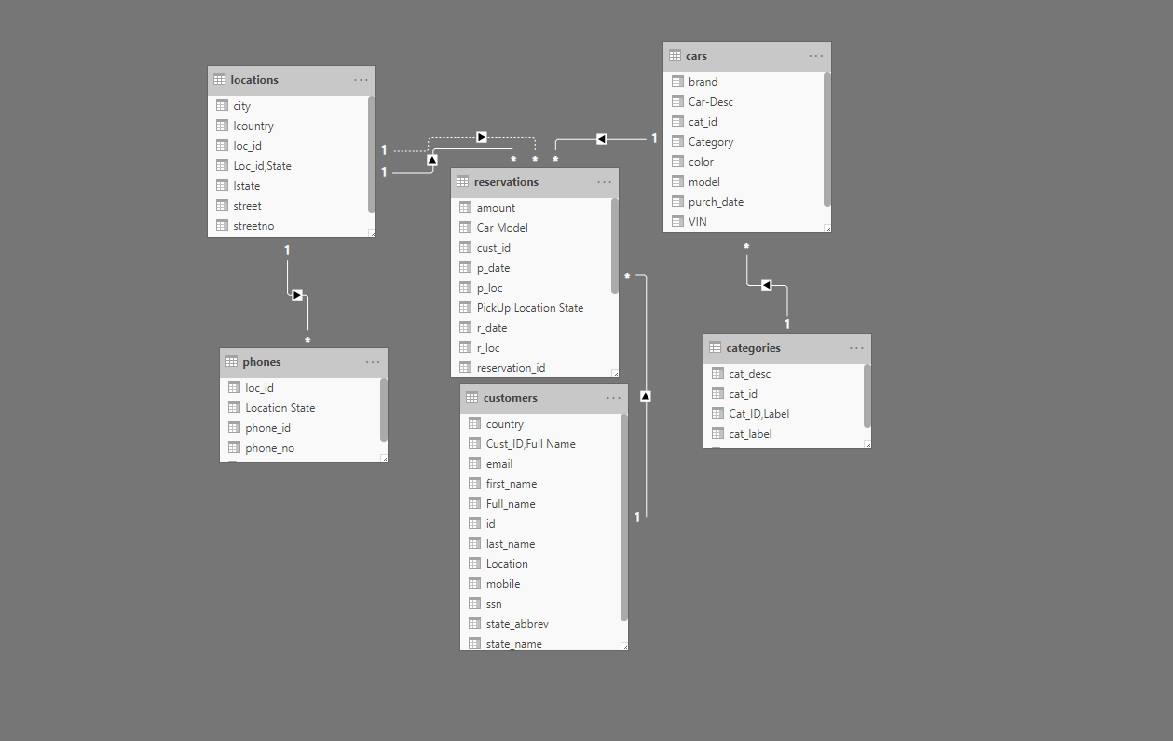 locations
...
city
lcountry
loc_id
Loc_id,State
lstate
street
streetno
1
1
1
*
*
*
1
cars
...
brand
Car-Desc
cat_id
Category
color
model
purch_date
VIN
reservations
...
amount
Car Model
cust_id
p_date
p_loc
PickUp Location State
r_date
r_loc
reservation_id
*
1
*
1
*
phones
...
loc_id
Location State
phone_id
phone_no
customers
...
country
Cust_ID,Full Name
email
first_name
Full_name
id
last_name
Location
mobile
ssn
state_abbrev
state_name
categories
...
cat_desc
cat_id
Cat_ID,Label
cat_label